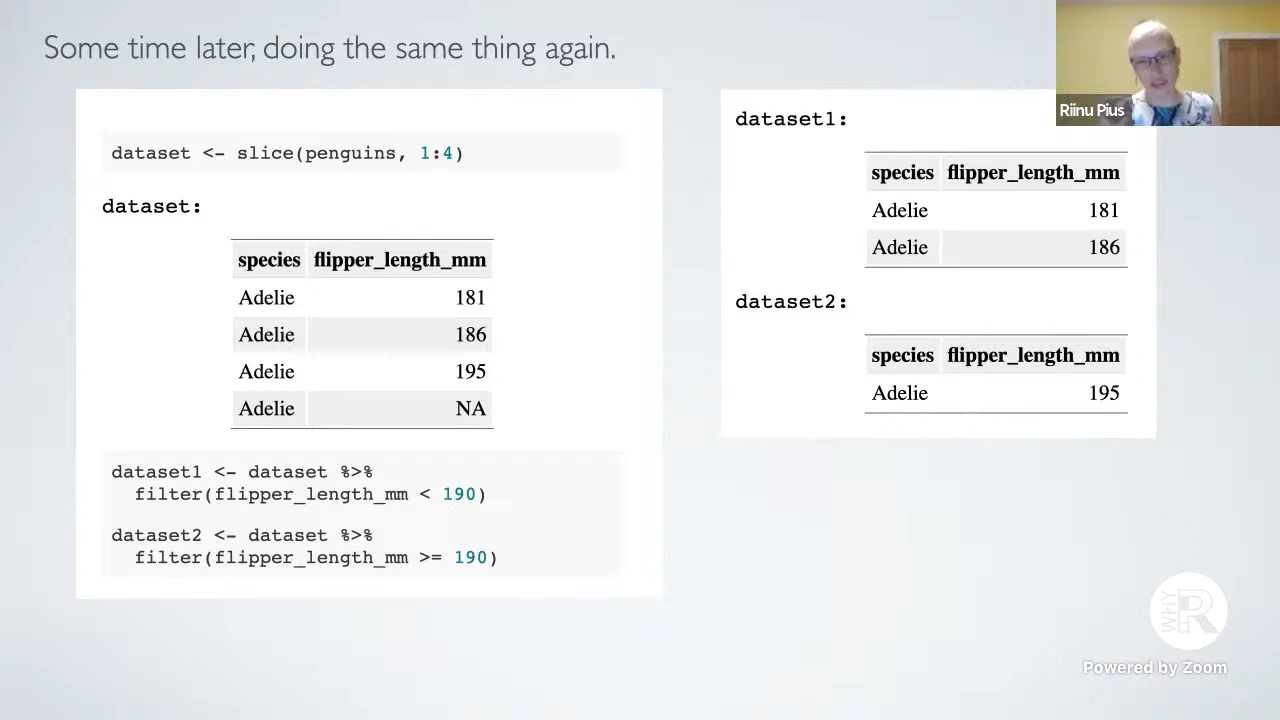 Some time later, doing the same thing again.
dataset <- slice(penguins, 1:4)
dataset:
species flipper_length_mm
Adelie 181
Adelie 186
Adelie 195
Adelie NA
dataset1 <- dataset %>%
filter(flipper_length_mm < 190)
dataset2 <- dataset %>%
filter(flipper_length_mm >= 190)
dataset1:
species flipper_length_mm
Adelie 181
Adelie 186
dataset2:
species flipper_length_mm
Adelie 195
Riinu Pius
WHY R
Powered by Zoom